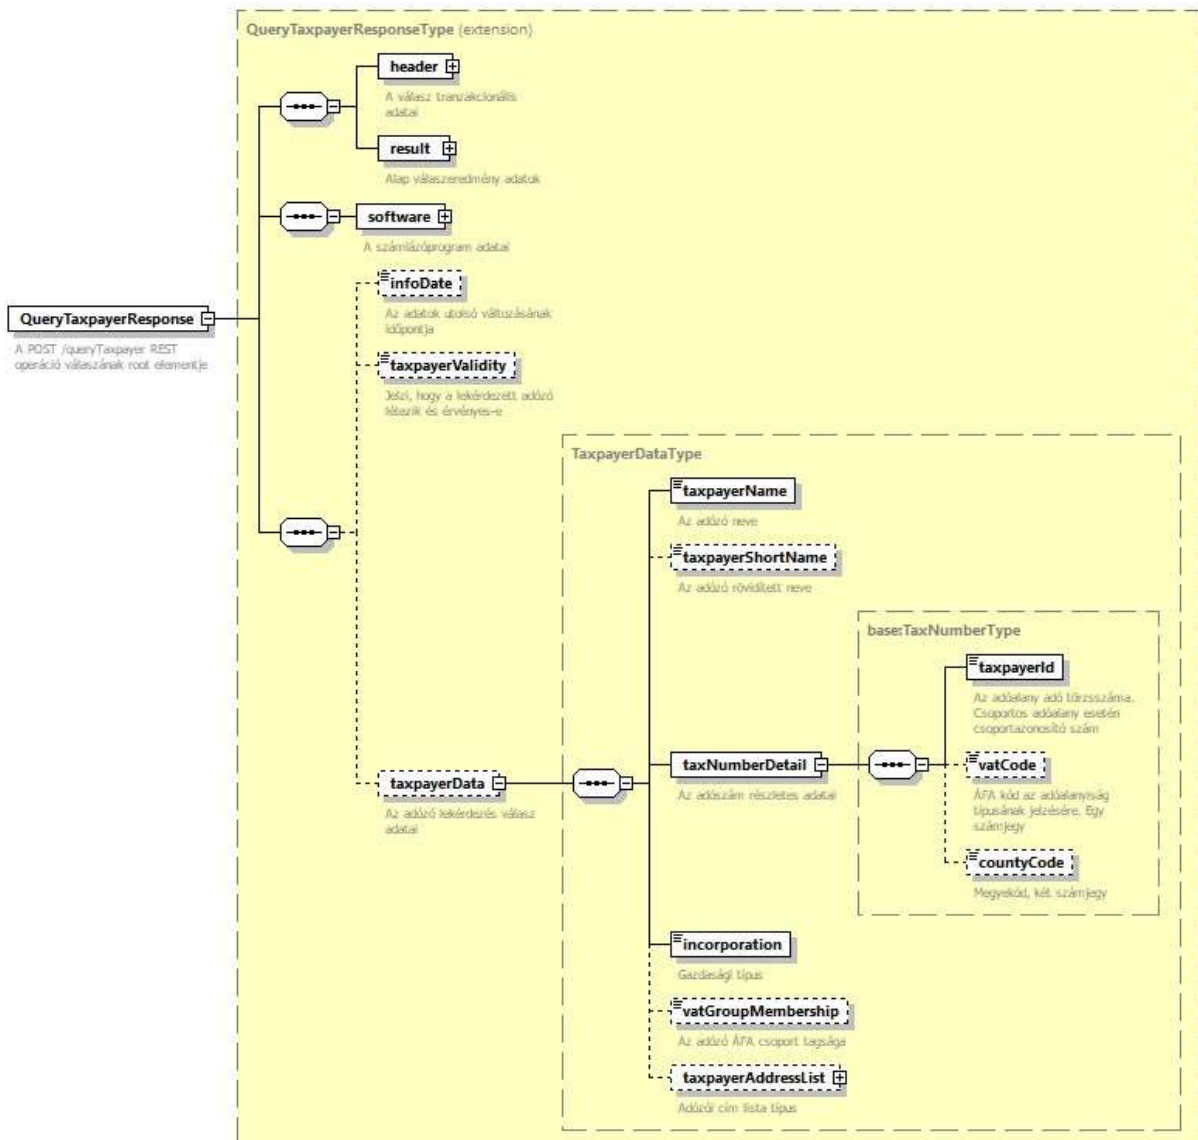 QueryTaxpayerResponseType (extension)
header
A válasz tranzakcionális
adatai
result
Alap válaszeredmény adatok
software
A számlázóprogram adatai
infoDate
Az adatok utolsó változásának
időpontja
QueryTaxpayerResponse
A POST /queryTaxpayer REST
operáció válaszának root elementje
taxpayerValidity
Jelzi, hogy a lekérdezett adózó
létezik és érvényes-e
TaxpayerDataType
taxpayerName
Az adózó neve
taxpayerShortName
Az adózó rövidített neve
base:TaxNumberType
taxpayerId
Az adóalany adó törzsszáma.
Csoportos adóalany esetén
csoportazonosító szám
taxNumberDetail
Az adószám részletes adatai
vatCode
ÁFA kód az adóalanyiság
típusának jelzésére. Egy
számjegy
taxpayerData
Az adózó lekérdezés válasz
adatai
countyCode
Megyekód, két számjegy
incorporation
Gazdasági típus
vatGroupMembership
Az adózó ÁFA csoport tagsága
taxpayerAddressList
Adózói cím lista típus